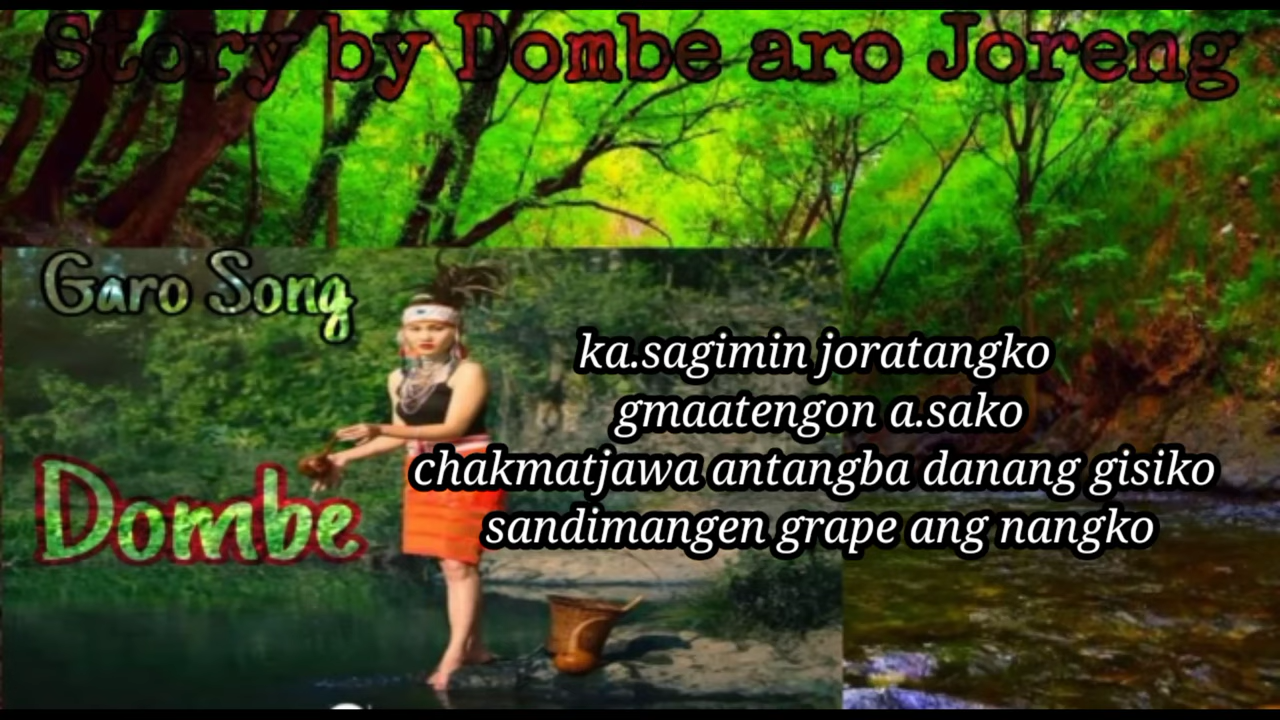 Story by Dombe aro Joreng
Garo Song
Dombe
ka.sagimin joratangko
gmaatengon a.sako
chakmatjawa antangba danang gisiko
sandimangen grape ang nangko